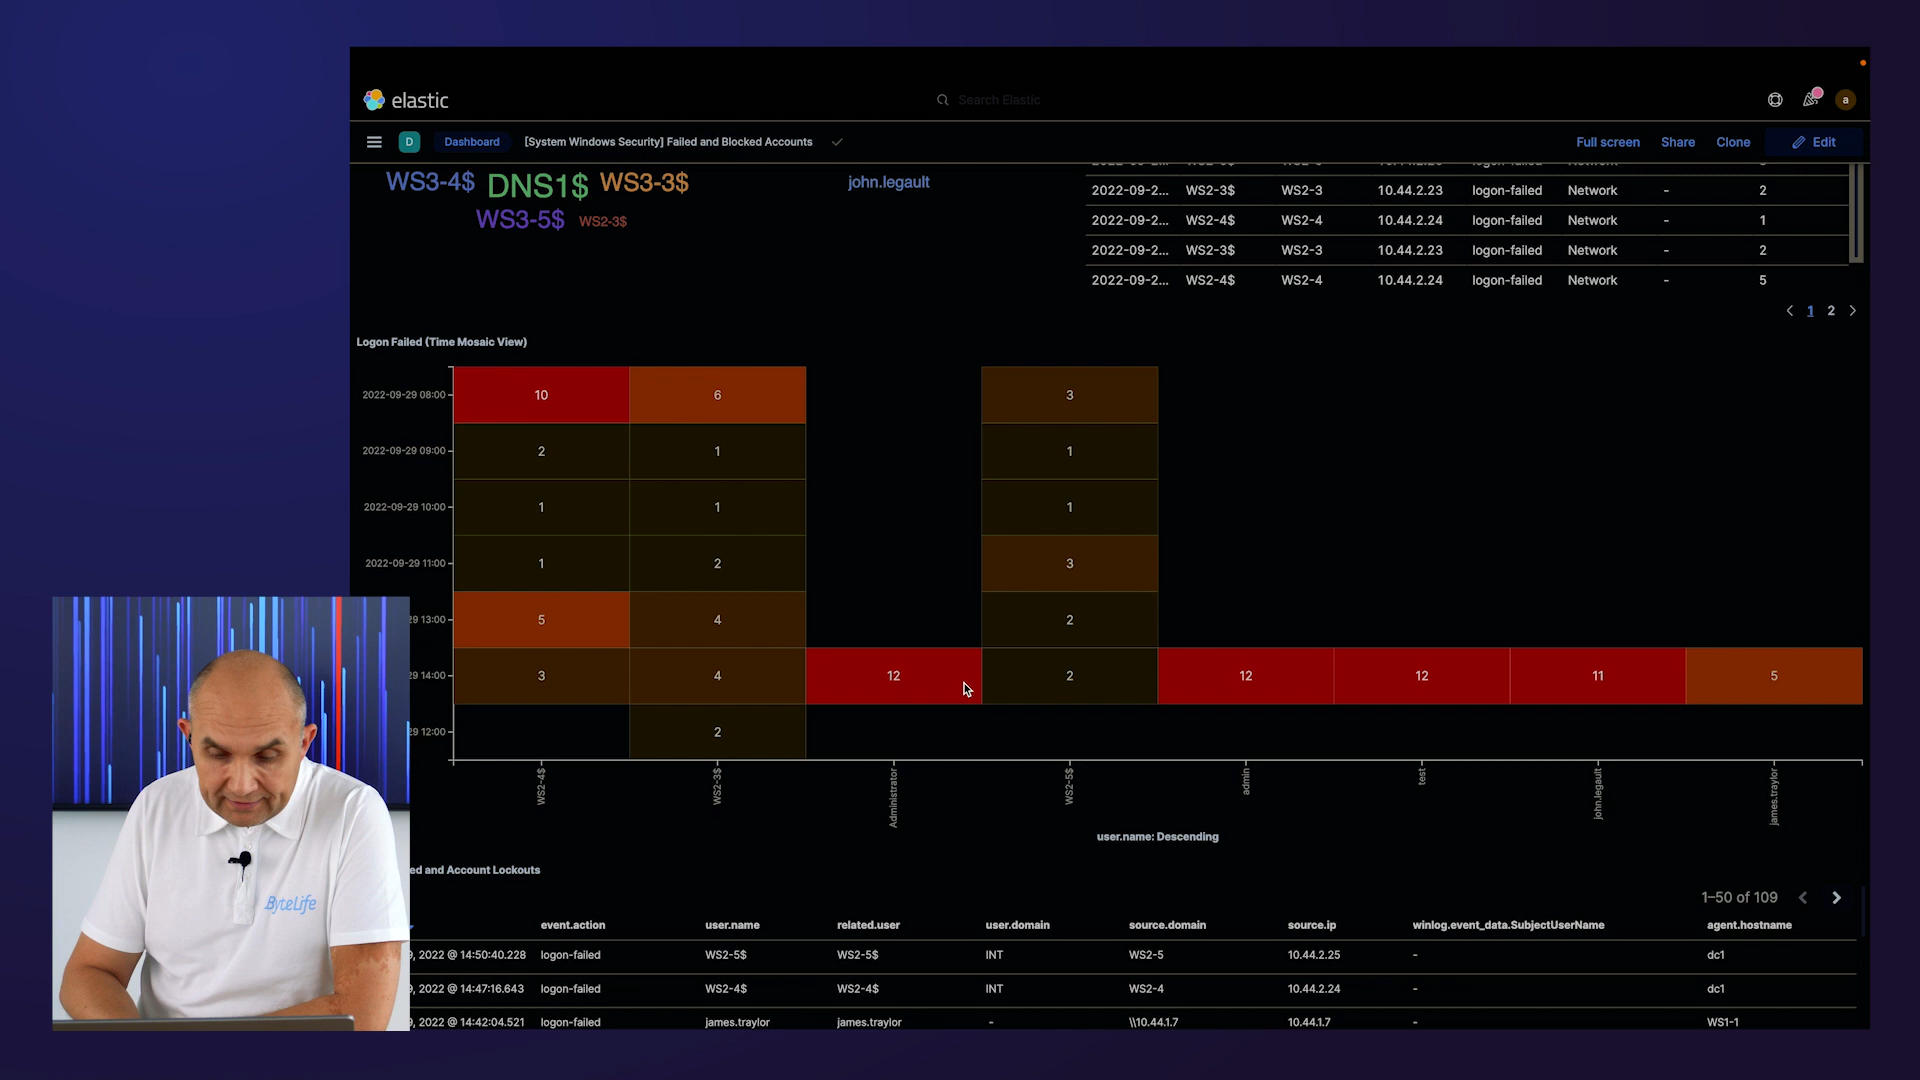 elastic
Search Elastic
a
D
Dashboard
[System Windows Security] Failed and Blocked Accounts
Full screen
Share
Clone
Edit
WS3-4$ DNS1$ WS3-3$
WS3-5$ WS2-3$
john.legault
2022-09-2... WS2-3$ WS2-3 10.44.2.23 logon-failed Network - 2
2022-09-2... WS2-4$ WS2-4 10.44.2.24 logon-failed Network - 1
2022-09-2... WS2-3$ WS2-3 10.44.2.23 logon-failed Network - 2
2022-09-2... WS2-4$ WS2-4 10.44.2.24 logon-failed Network - 5
1 2
Logon Failed (Time Mosaic View)
2022-09-29 08:00 10 6 3
2022-09-29 09:00 2 1 1
2022-09-29 10:00 1 1 1
2022-09-29 11:00 1 2 3
29 13:00 5 4 2
29 14:00 3 4 12 2 12 12 11 5
29 12:00 2
WS2-4$
WS2-3$
Administrator
WS2-5$
admin
test
john.legault
james.traylor
user.name: Descending
ed and Account Lockouts
1–50 of 109
event.action user.name related.user user.domain source.domain source.ip winlog.event_data.SubjectUserName agent.hostname
9, 2022 @ 14:50:40.228 logon-failed WS2-5$ WS2-5$ INT WS2-5 10.44.2.25 - dc1
9, 2022 @ 14:47:16.643 logon-failed WS2-4$ WS2-4$ INT WS2-4 10.44.2.24 - dc1
9, 2022 @ 14:42:04.521 logon-failed james.traylor james.traylor - \\10.44.1.7 10.44.1.7 - WS1-1
ByteLife